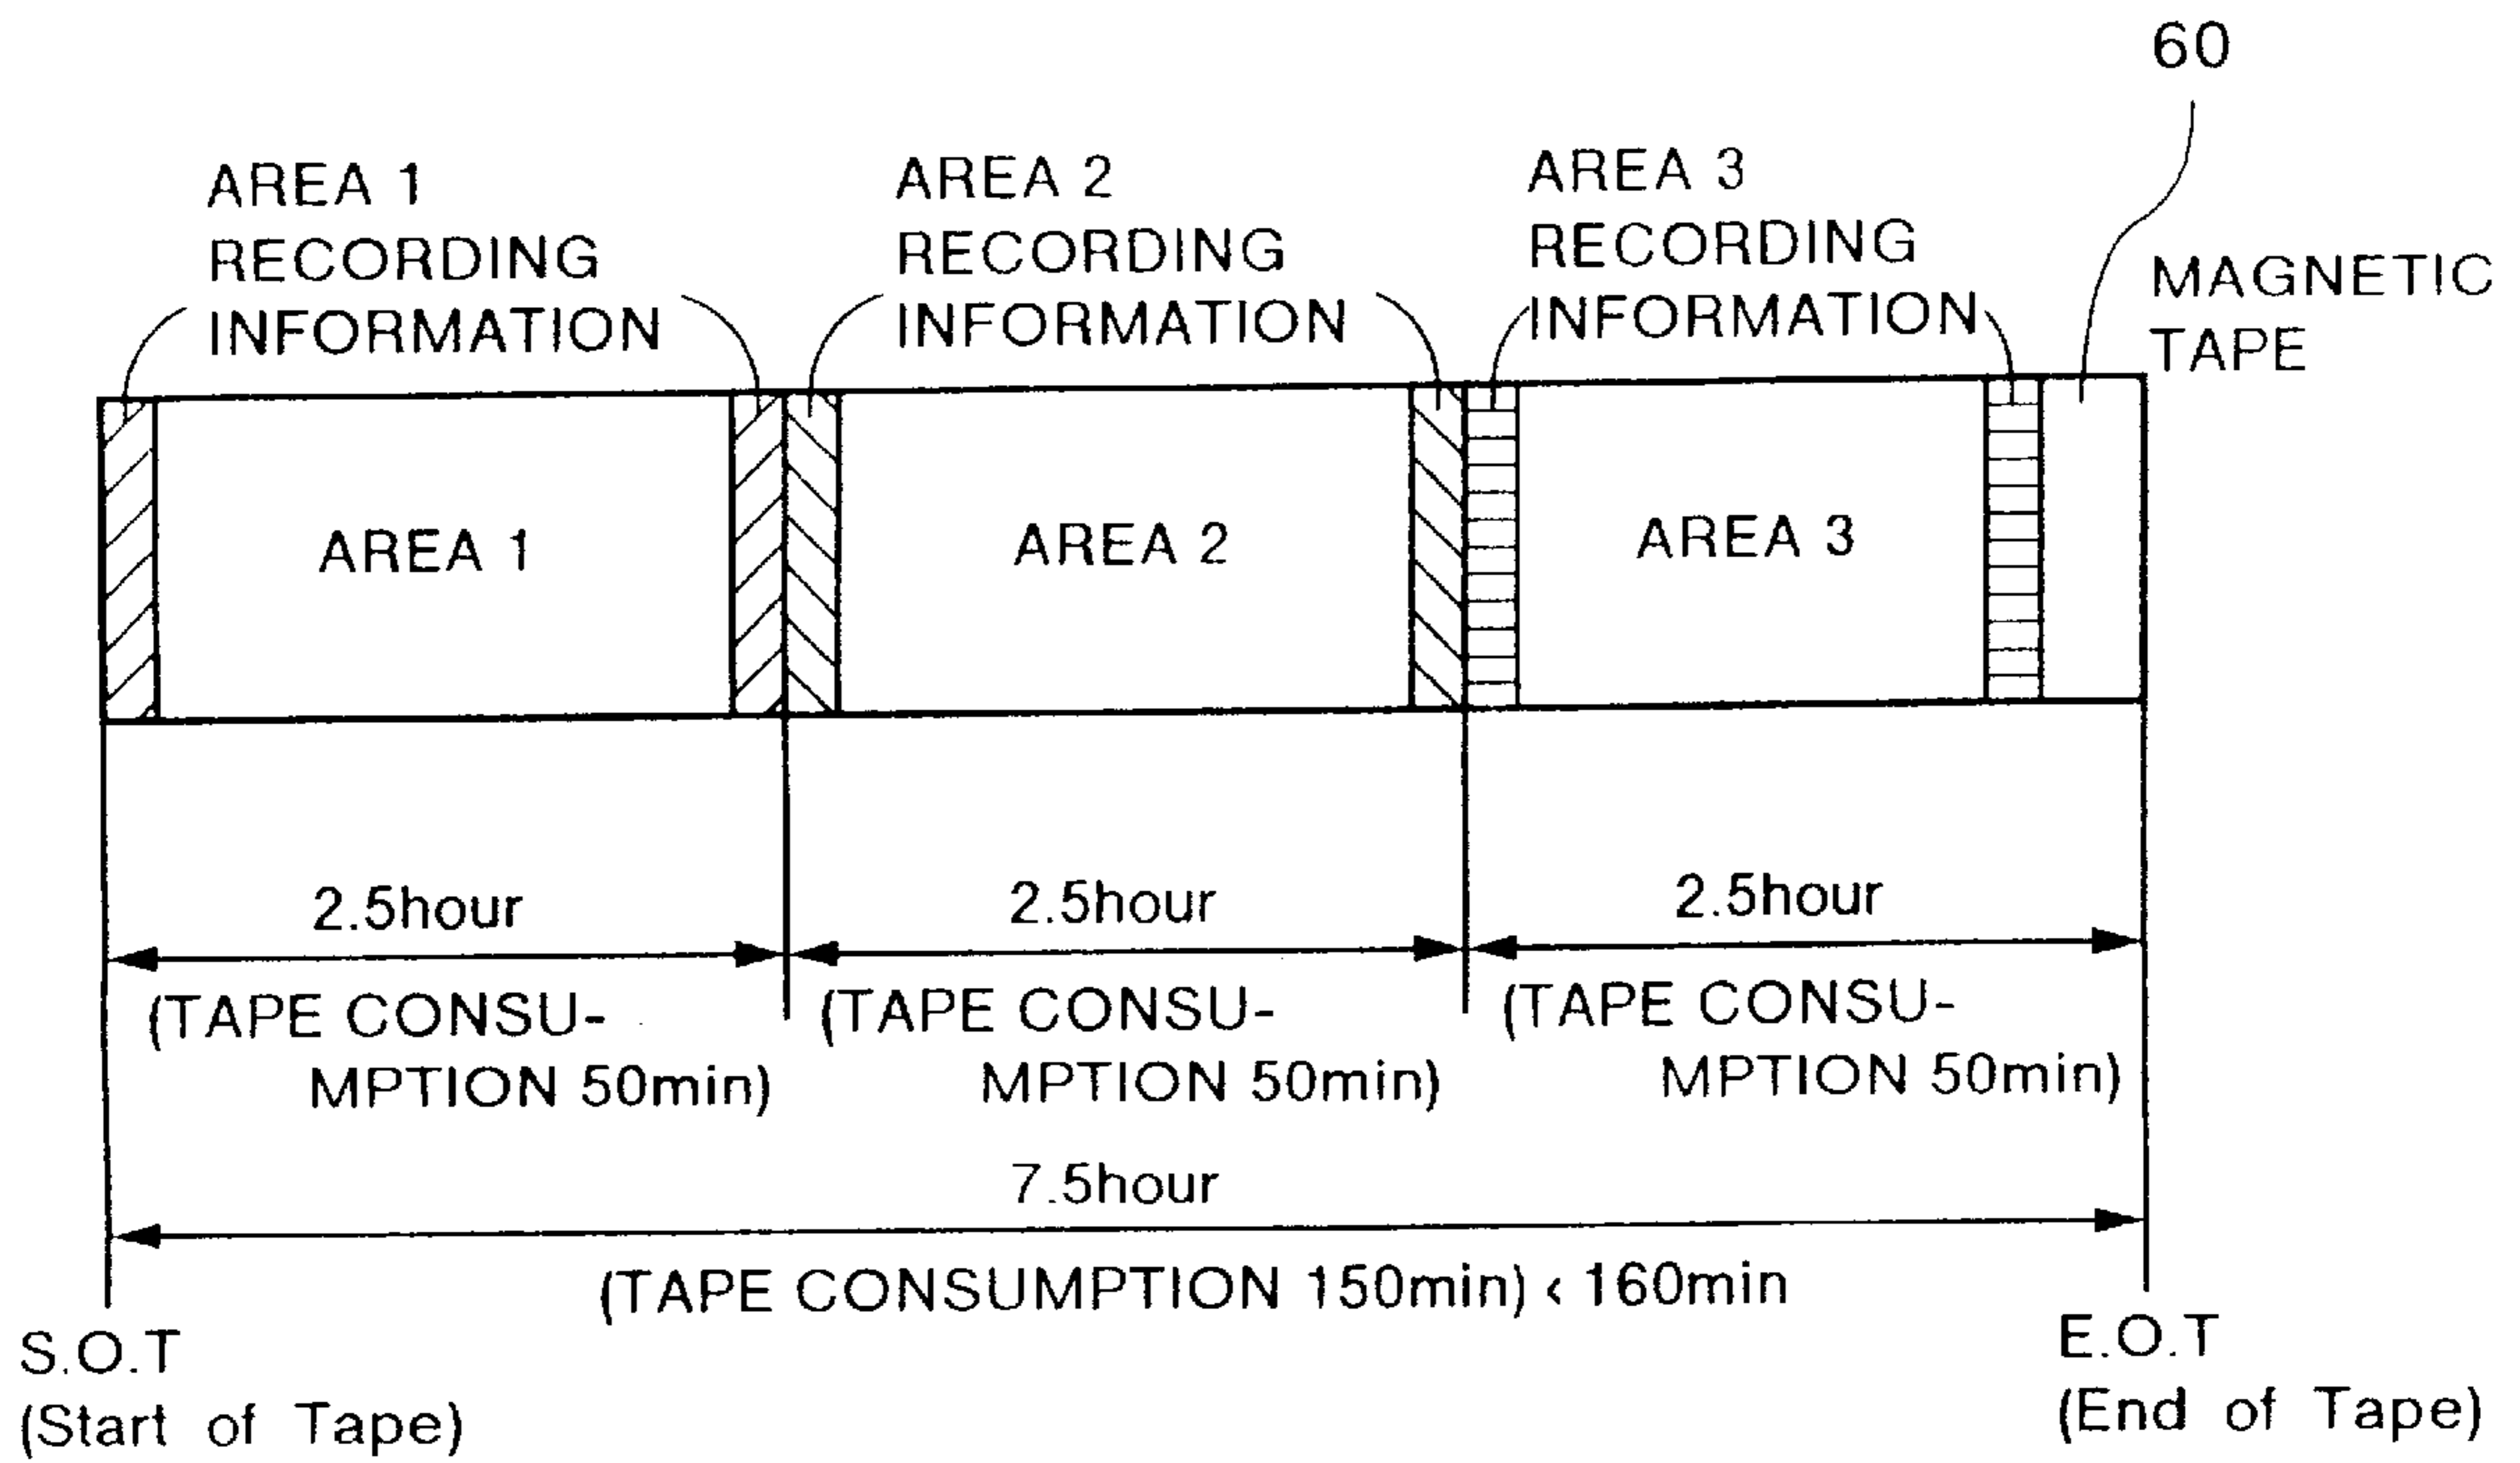 60
AREA 1
RECORDING
INFORMATION
AREA 2
RECORDING
INFORMATION
AREA 3
RECORDING
INFORMATION
MAGNETIC
TAPE
AREA 1
AREA 2
AREA 3
2.5hour
2.5hour
2.5hour
(TAPE CONSU-
MPTION 50min)
(TAPE CONSU-
MPTION 50min)
(TAPE CONSU-
MPTION 50min)
7.5hour
(TAPE CONSUMPTION 150min) < 160min
S.O.T
(Start of Tape)
E.O.T
(End of Tape)